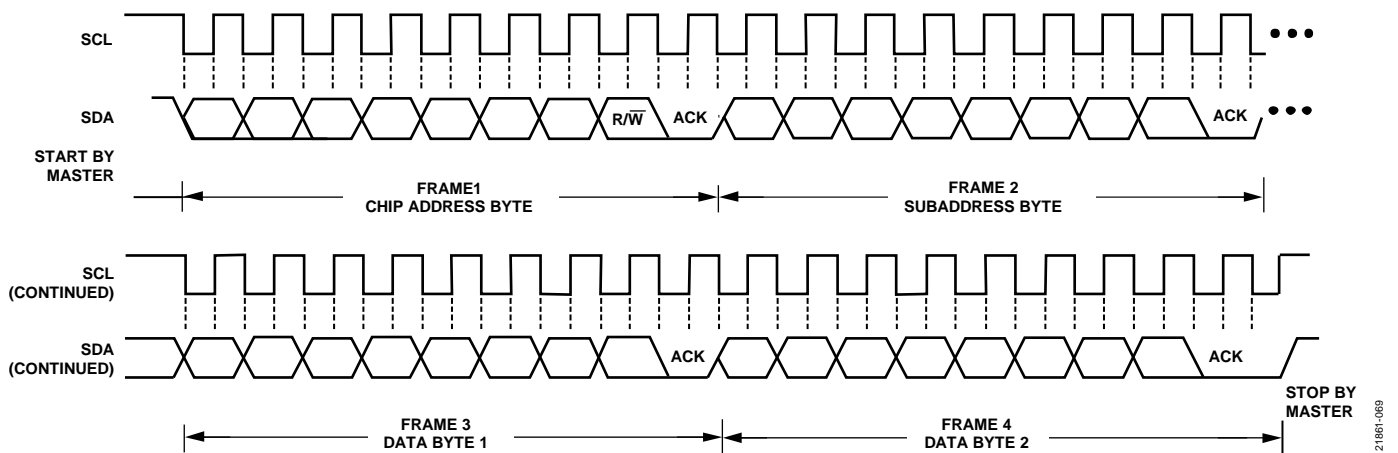 SCL
SDA
R/W̅
ACK
ACK
START BY
MASTER
FRAME1
CHIP ADDRESS BYTE
FRAME 2
SUBADDRESS BYTE
SCL
(CONTINUED)
SDA
(CONTINUED)
ACK
ACK
STOP BY
MASTER
FRAME 3
DATA BYTE 1
FRAME 4
DATA BYTE 2
21861-069